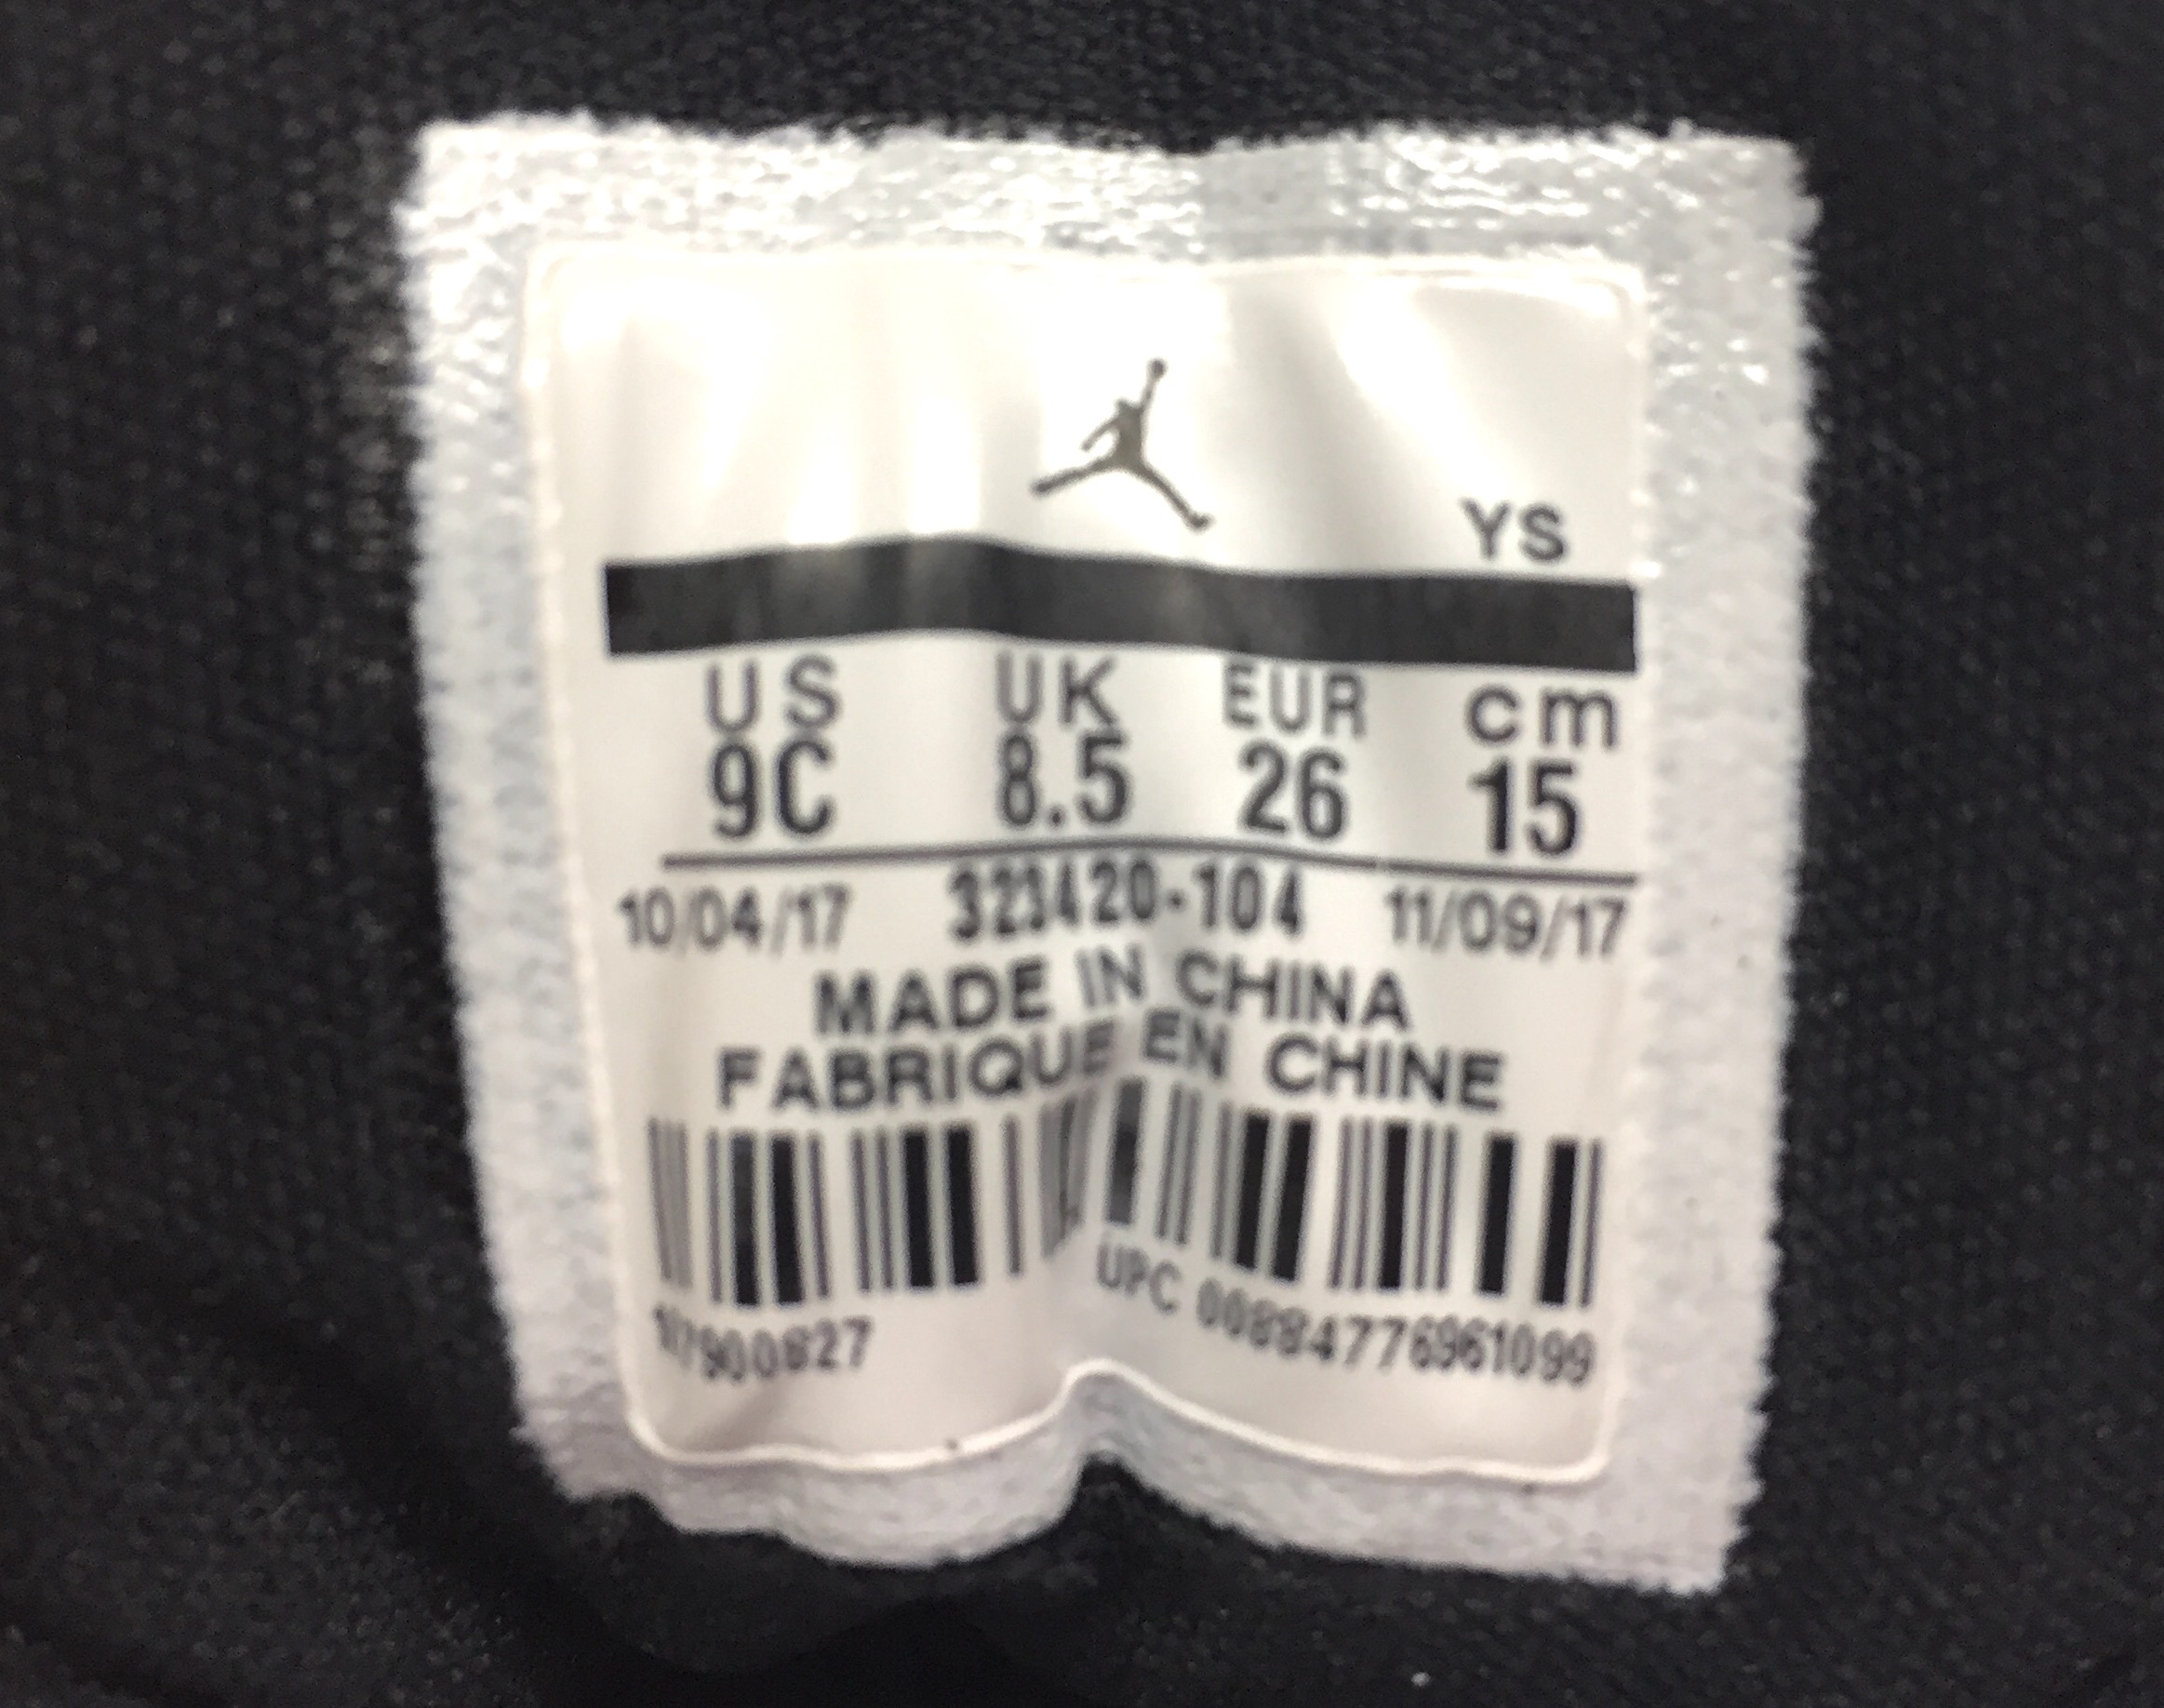 YS
US UK EUR cm
9C 8.5 26 15
10/04/17 323420-104 11/09/17
MADE IN CHINA
FABRIQUE EN CHINE
UPC 00884776961099